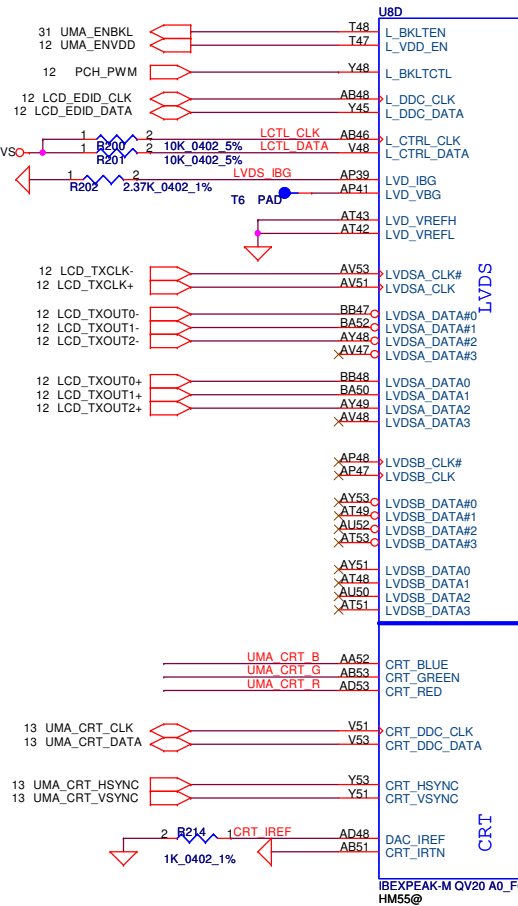 U8D
31 UMA_ENBKL T48 L_BKLTEN
12 UMA_ENVDD T47 L_VDD_EN
12 PCH_PWM Y48 L_BKLTCTL
12 LCD_EDID_CLK AB48 L_DDC_CLK
12 LCD_EDID_DATA Y45 L_DDC_DATA
1 R200 2 10K_0402_5% LCTL_CLK AB46 L_CTRL_CLK
VS 1 R201 2 10K_0402_5% LCTL_DATA V48 L_CTRL_DATA
1 R202 2 2.37K_0402_1% LVDS_IBG AP39 LVD_IBG
T6 PAD AP41 LVD_VBG
AT43 LVD_VREFH
AT42 LVD_VREFL
LVDS
12 LCD_TXCLK- AV53 LVDSA_CLK#
12 LCD_TXCLK+ AV51 LVDSA_CLK
12 LCD_TXOUT0- BB47 LVDSA_DATA#0
12 LCD_TXOUT1- BA52 LVDSA_DATA#1
12 LCD_TXOUT2- AY48 LVDSA_DATA#2
AV47 LVDSA_DATA#3
12 LCD_TXOUT0+ BB48 LVDSA_DATA0
12 LCD_TXOUT1+ BA50 LVDSA_DATA1
12 LCD_TXOUT2+ AY49 LVDSA_DATA2
AV48 LVDSA_DATA3
AP48 LVDSB_CLK#
AP47 LVDSB_CLK
AY53 LVDSB_DATA#0
AT49 LVDSB_DATA#1
AU52 LVDSB_DATA#2
AT53 LVDSB_DATA#3
AY51 LVDSB_DATA0
AT48 LVDSB_DATA1
AU50 LVDSB_DATA2
AT51 LVDSB_DATA3
UMA_CRT_B AA52 CRT_BLUE
UMA_CRT_G AB53 CRT_GREEN
UMA_CRT_R AD53 CRT_RED
13 UMA_CRT_CLK V51 CRT_DDC_CLK
13 UMA_CRT_DATA V53 CRT_DDC_DATA
13 UMA_CRT_HSYNC Y53 CRT_HSYNC
13 UMA_CRT_VSYNC Y51 CRT_VSYNC
CRT
2 R214 1 CRT_IREF AD48 DAC_IREF
1K_0402_1% AB51 CRT_IRTN
IBEXPEAK-M QV20 A0_F
HM55@